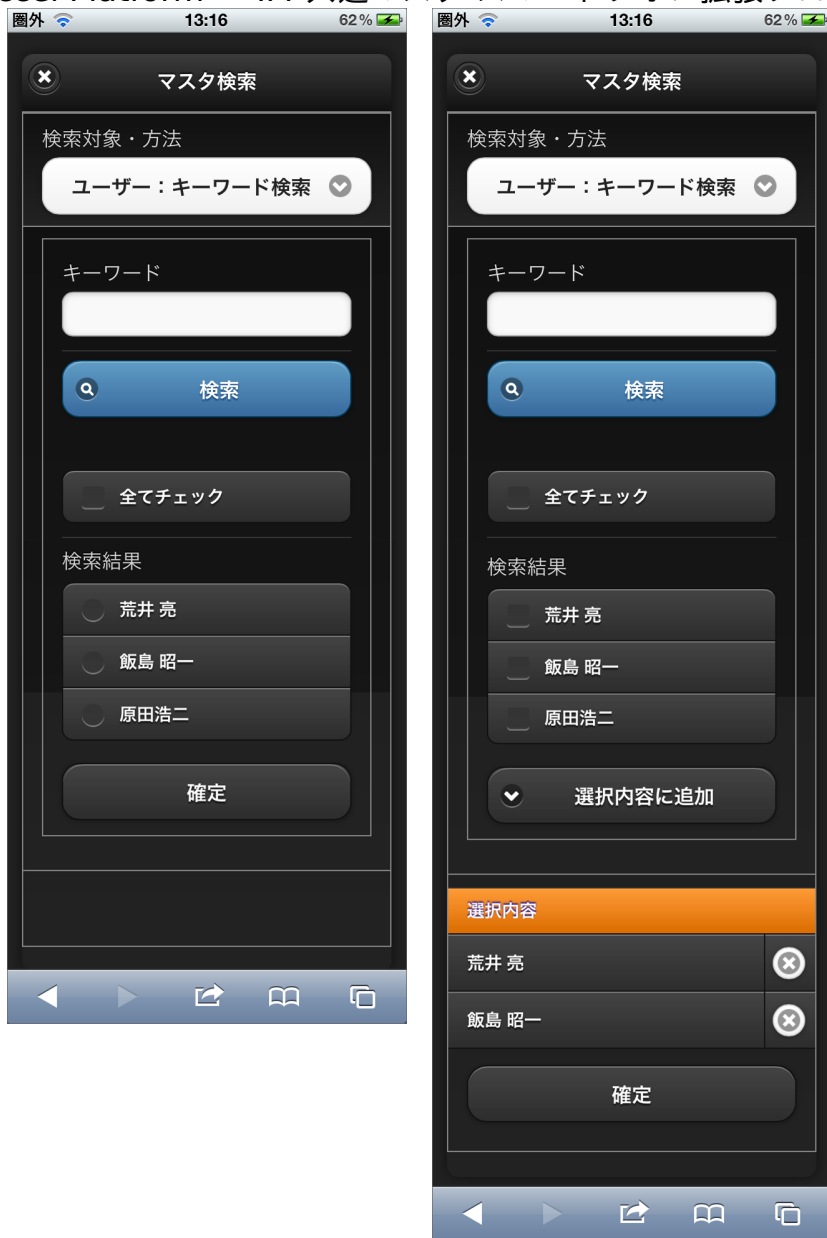 圏外 13:16 62%
マスタ検索
検索対象・方法
ユーザー：キーワード検索
キーワード
検索
全てチェック
検索結果
荒井 亮
飯島 昭一
原田浩二
確定
圏外 13:16 62%
マスタ検索
検索対象・方法
ユーザー：キーワード検索
キーワード
検索
全てチェック
検索結果
荒井 亮
飯島 昭一
原田浩二
選択内容に追加
選択内容
荒井 亮
飯島 昭一
確定